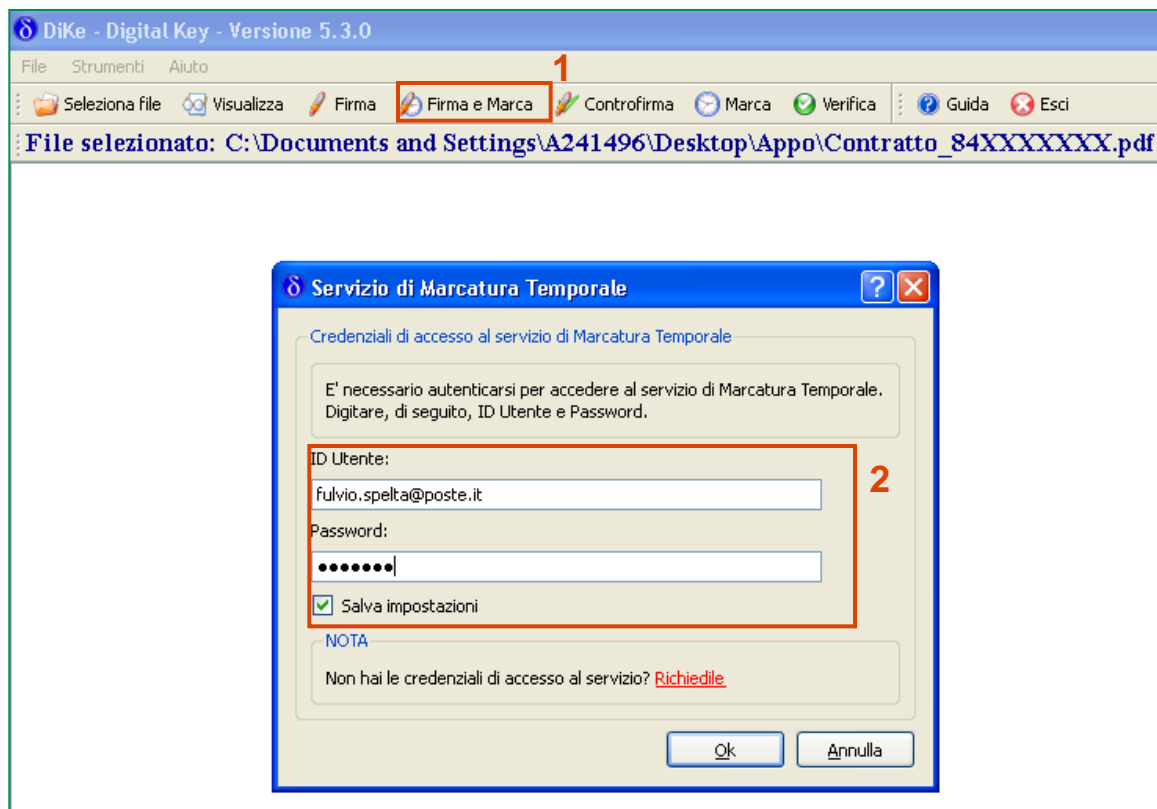 δ DiKe - Digital Key - Versione 5.3.0
File Strumenti Aiuto
1
Seleziona file Visualizza Firma Firma e Marca Controfirma Marca Verifica ? Guida Esci
File selezionato: C:\Documents and Settings\A241496\Desktop\Appo\Contratto_84XXXXXXX.pdf
δ Servizio di Marcatura Temporale ?
Credenziali di accesso al servizio di Marcatura Temporale
E' necessario autenticarsi per accedere al servizio di Marcatura Temporale.
Digitare, di seguito, ID Utente e Password.
ID Utente:
2
fulvio.spelta@poste.it
Password:
●●●●●●●
Salva impostazioni
NOTA
Non hai le credenziali di accesso al servizio? Richiedile
Ok Annulla